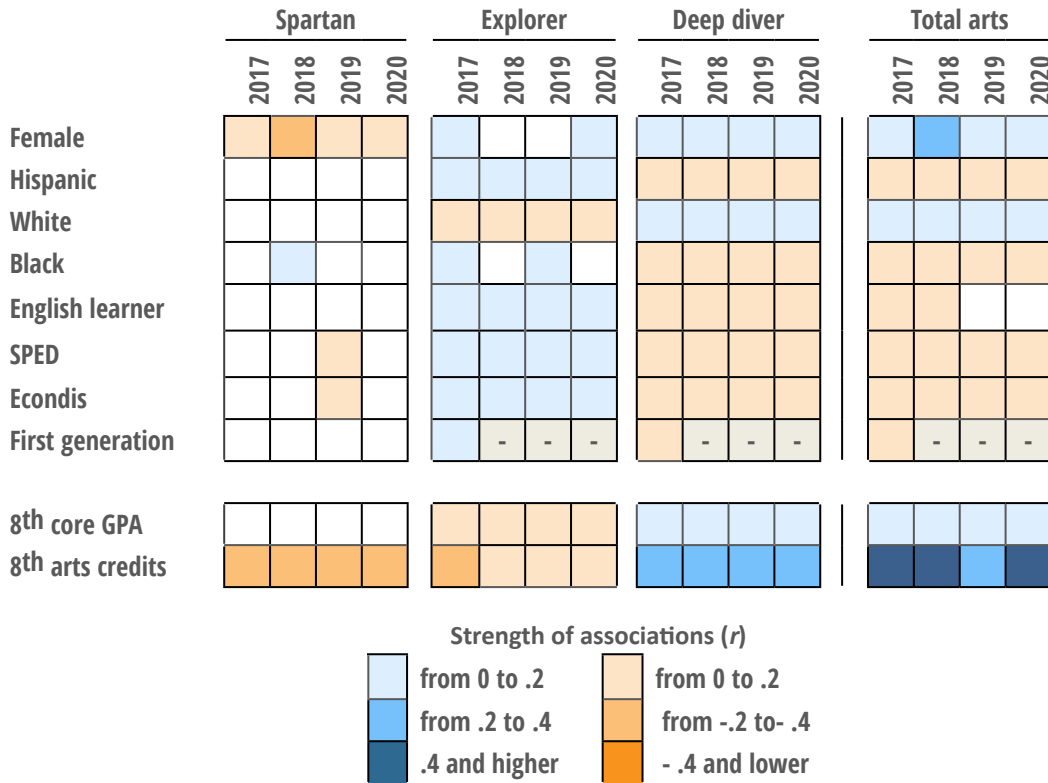 Spartan Explorer Deep diver Total arts
2017 2018 2019 2020 2017 2018 2019 2020 2017 2018 2019 2020 2017 2018 2019 2020
Female
Hispanic
White
Black
English learner
SPED
Econdis
First generation - - - - - - - - -
8th core GPA
8th arts credits
Strength of associations (r)
from 0 to .2 from 0 to .2
from .2 to .4 from -.2 to- .4
.4 and higher - .4 and lower